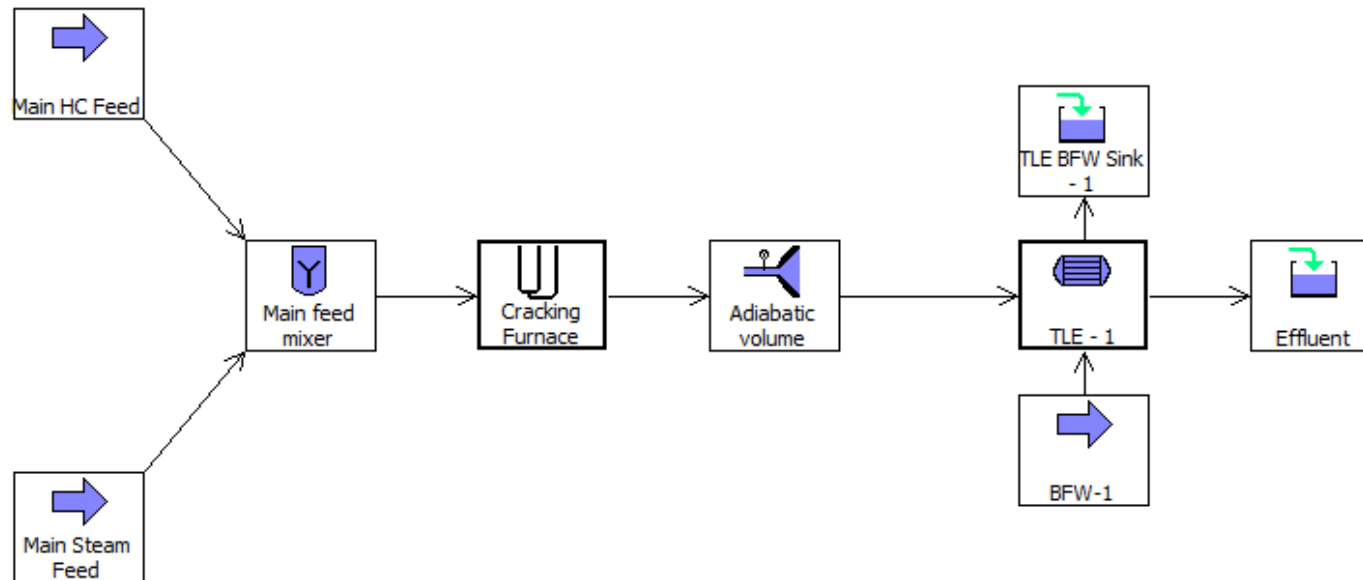 Main HC Feed
TLE BFW Sink
- 1
Main feed
mixer
Cracking
Furnace
Adiabatic
volume
TLE - 1
Effluent
BFW-1
Main Steam
Feed